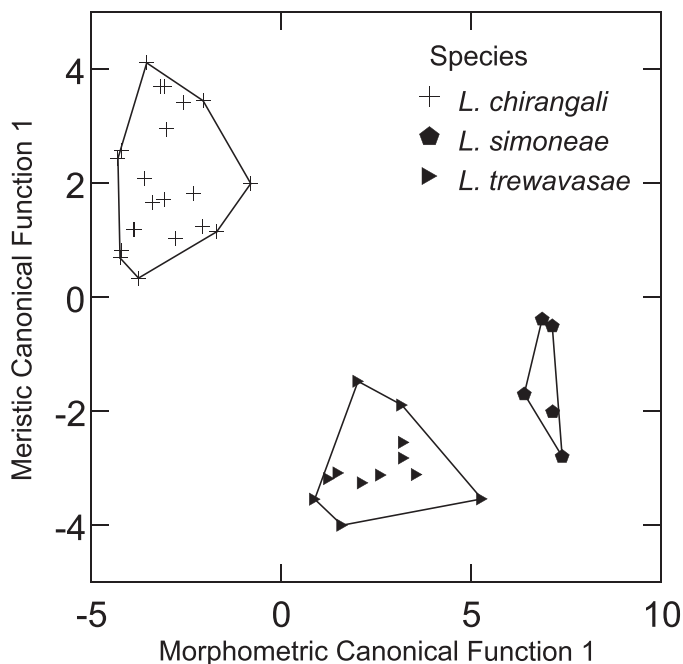 Species
L. chirangali
L. simoneae
L. trewavasae
Meristic Canonical Function 1
4
2
0
-2
-4
-5
0
5
10
Morphometric Canonical Function 1